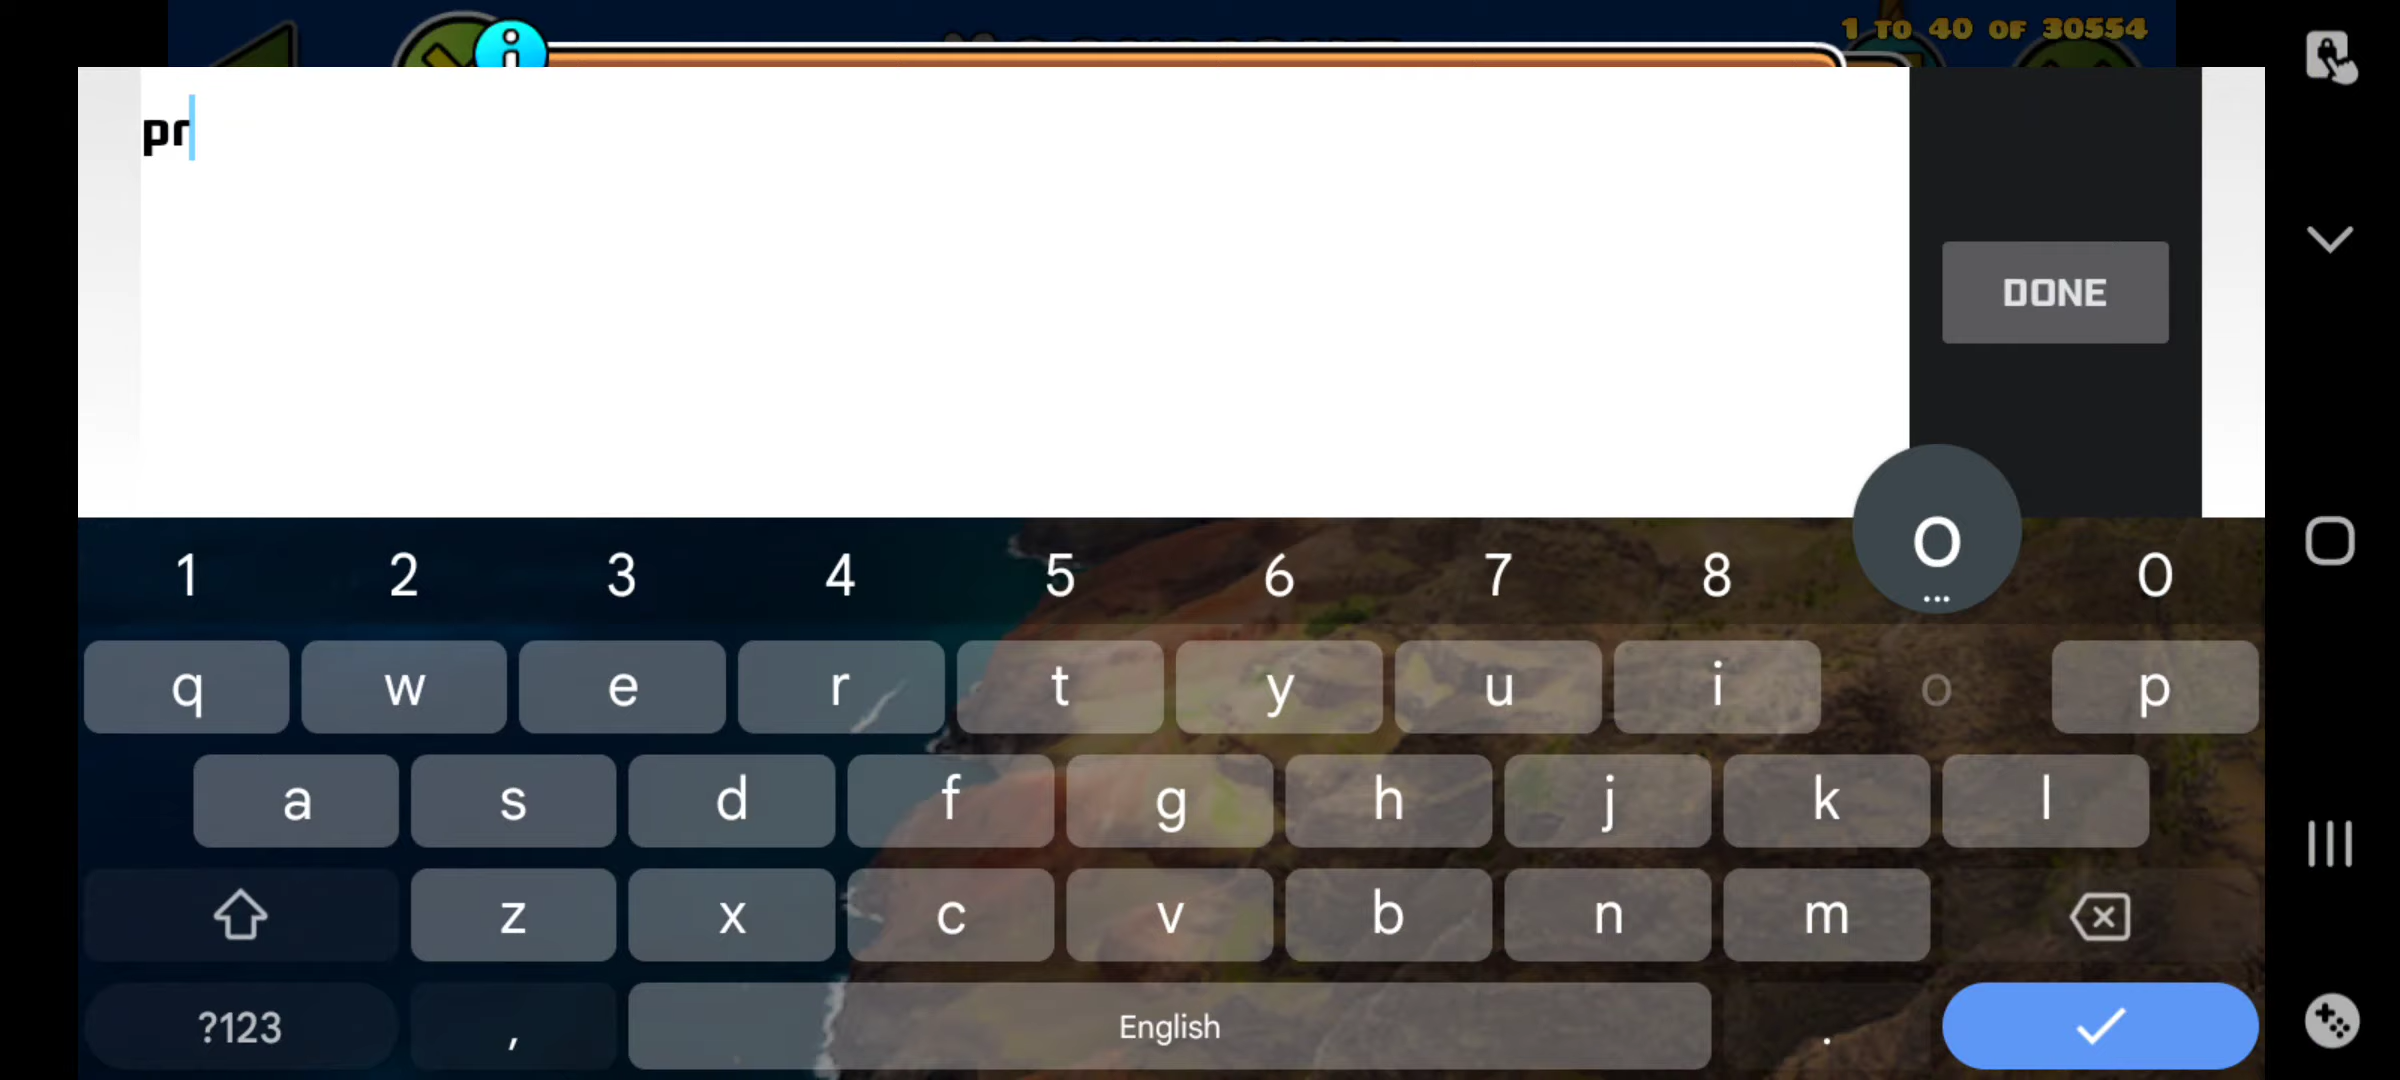 1 TO 40 OF 30554
pr
DONE
1 2 3 4 5 6 7 8 o 0
q w e r t y u i o p
a s d f g h j k l
z x c v b n m
?123 , English .